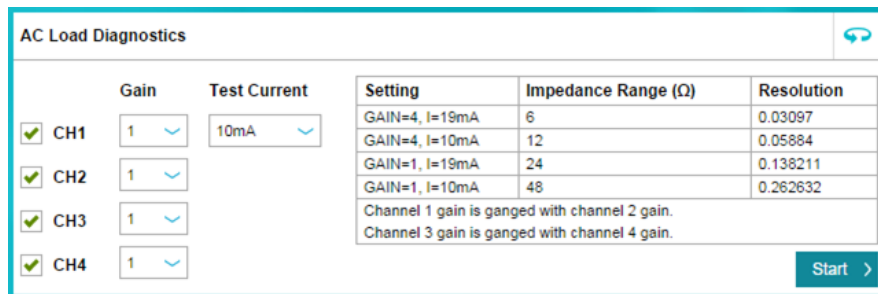 AC Load Diagnostics
Gain Test Current
CH1 1 10mA
CH2 1
CH3 1
CH4 1
Setting Impedance Range (Ω) Resolution
GAIN=4, I=19mA 6 0.03097
GAIN=4, I=10mA 12 0.05884
GAIN=1, I=19mA 24 0.138211
GAIN=1, I=10mA 48 0.262632
Channel 1 gain is ganged with channel 2 gain.
Channel 3 gain is ganged with channel 4 gain.
Start